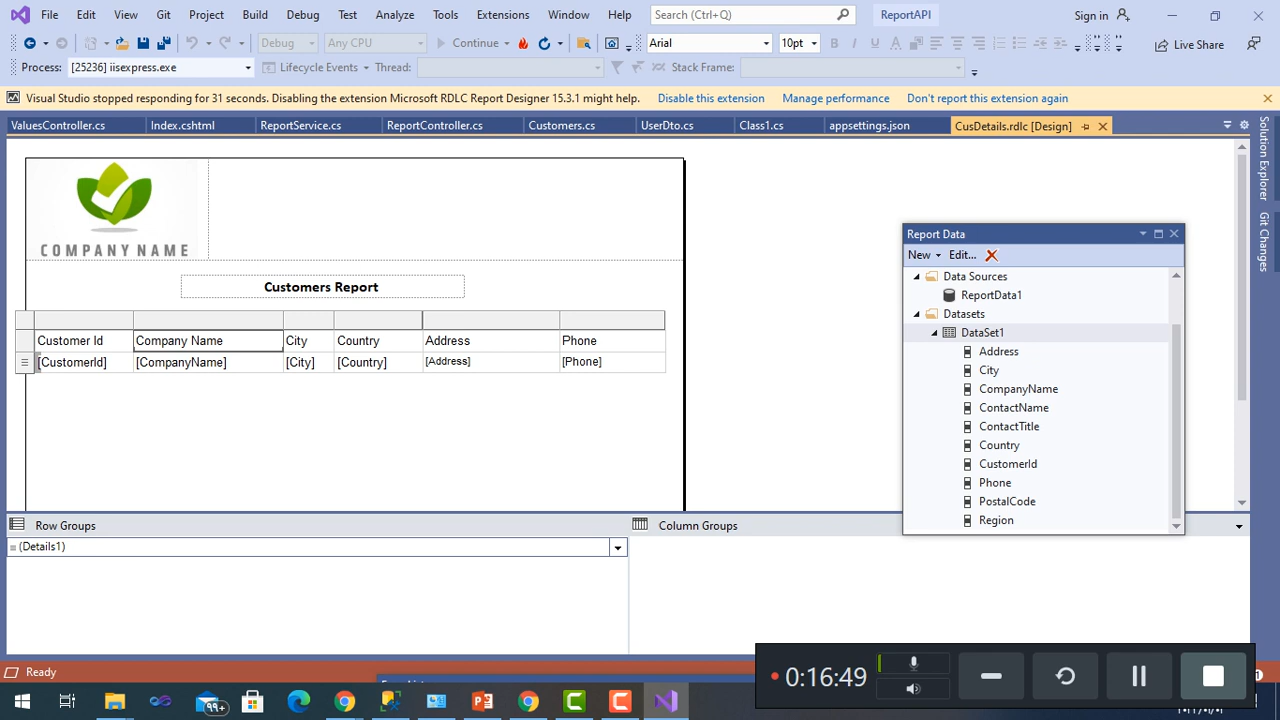 File Edit View Git Project Build Debug Test Analyze Tools Extensions Window Help Search (Ctrl+Q) ReportAPI Sign in
Debug Any CPU Continue Arial 10pt B I U A Live Share
Process: [25236] iisexpress.exe Lifecycle Events Thread: Stack Frame:
Visual Studio stopped responding for 31 seconds. Disabling the extension Microsoft RDLC Report Designer 15.3.1 might help. Disable this extension Manage performance Don't report this extension again
ValuesController.cs Index.cshtml ReportService.cs ReportController.cs Customers.cs UserDto.cs Class1.cs appsettings.json CusDetails.rdlc [Design]
COMPANY NAME
Customers Report
Customer Id Company Name City Country Address Phone
[CustomerId] [CompanyName] [City] [Country] [Address] [Phone]
Report Data
New Edit...
Data Sources
ReportData1
Datasets
DataSet1
Address
City
CompanyName
ContactName
ContactTitle
Country
CustomerId
Phone
PostalCode
Region
Solution Explorer
Git Changes
Row Groups Column Groups
(Details1)
Ready
0:16:49
99+